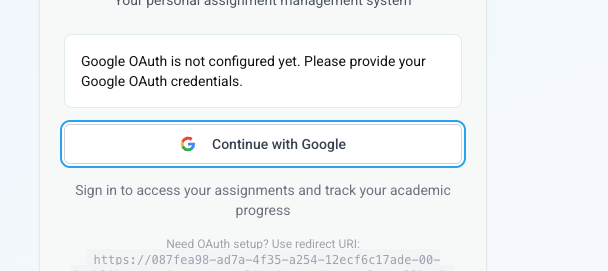 Your personal assignment management system
Google OAuth is not configured yet. Please provide your
Google OAuth credentials.
Continue with Google
Sign in to access your assignments and track your academic
progress
Need OAuth setup? Use redirect URI:
https://087fea98-ad7a-4f35-a254-12ecf6c17ade-00-